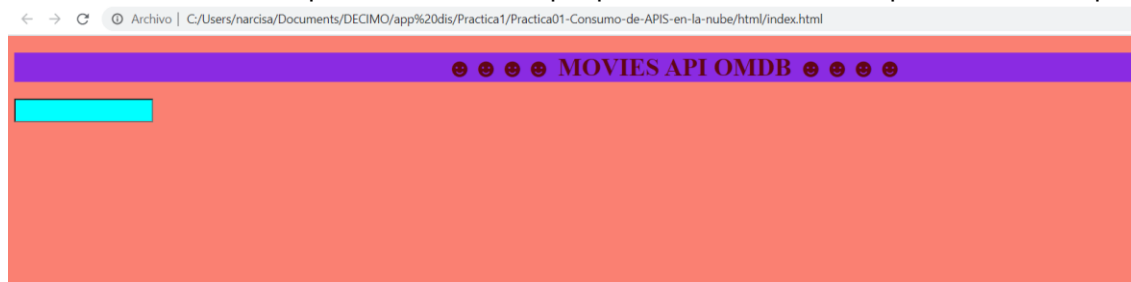 Archivo | C:/Users/narcisa/Documents/DECIMO/app%20dis/Practica1/Practica01-Consumo-de-APIS-en-la-nube/html/index.html
☻ ☻ ☻ ☻ MOVIES API OMDB ☻ ☻ ☻ ☻